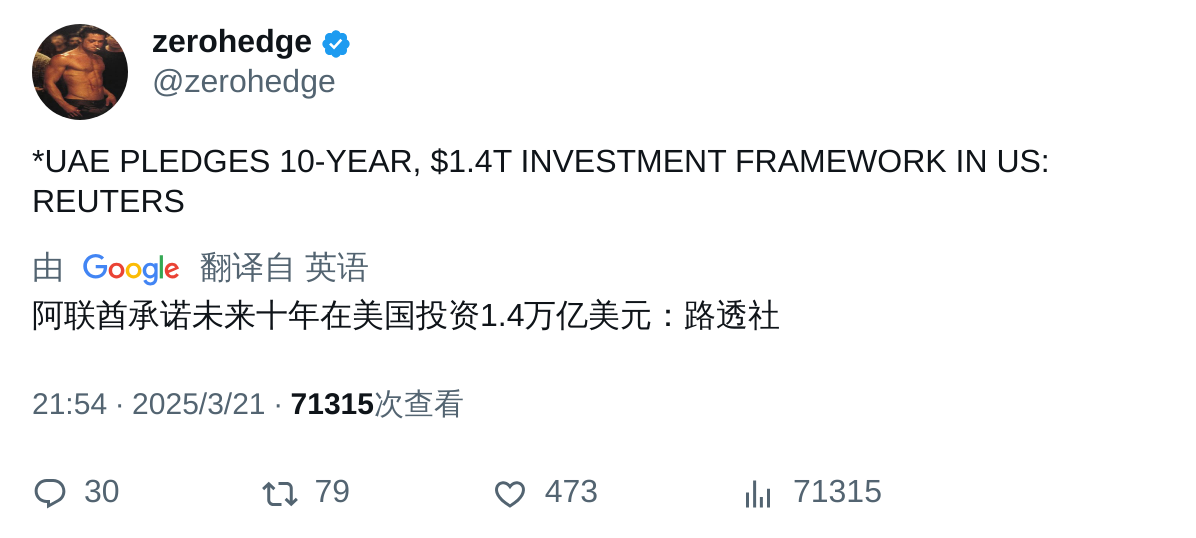 zerohedge
@zerohedge
*UAE PLEDGES 10-YEAR, $1.4T INVESTMENT FRAMEWORK IN US:
REUTERS
由 Google 翻译自 英语
阿联酋承诺未来十年在美国投资1.4万亿美元：路透社
21:54 · 2025/3/21 · 71315次查看
30 79 473 71315